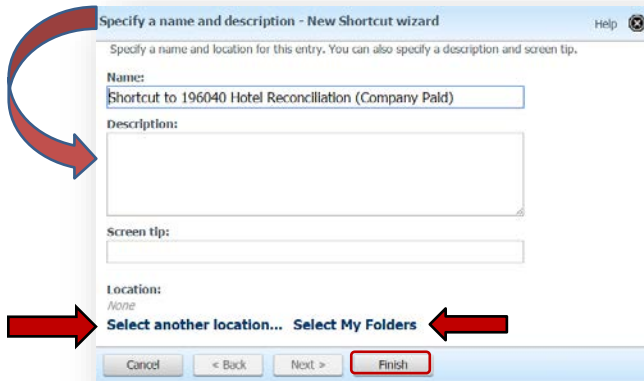 Specify a name and description - New Shortcut wizard Help
Specify a name and location for this entry. You can also specify a description and screen tip.
Name:
Shortcut to 196040 Hotel Reconciliation (Company Paid)
Description:
Screen tip:
Location:
None
Select another location... Select My Folders
Cancel < Back Next > Finish